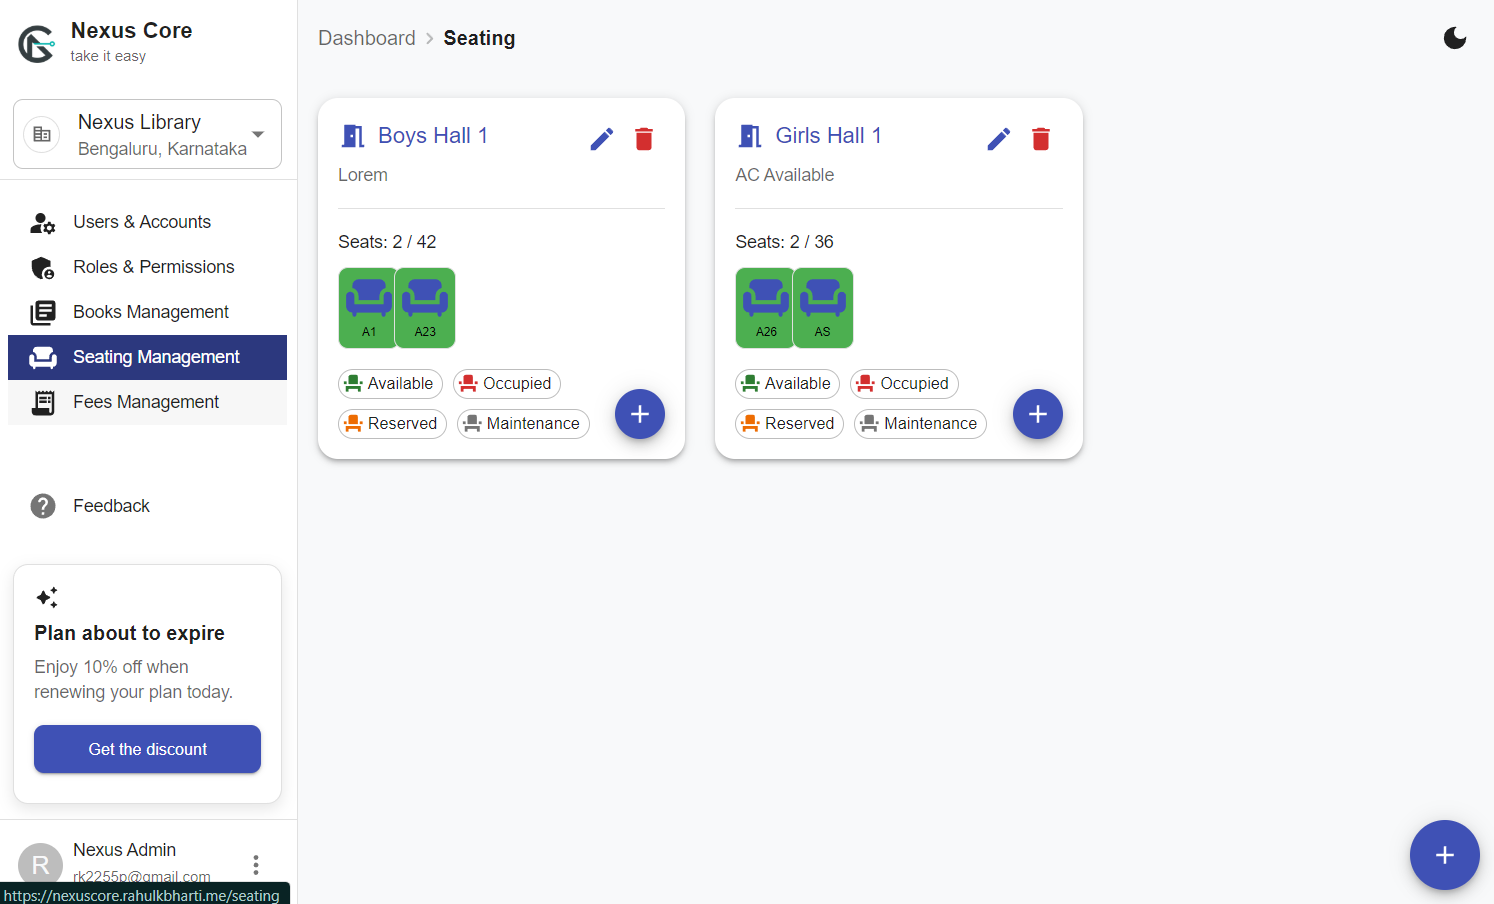 Nexus Core
take it easy
Nexus Library
Bengaluru, Karnataka
Users & Accounts
Roles & Permissions
Books Management
Seating Management
Fees Management
Feedback
Plan about to expire
Enjoy 10% off when
renewing your plan today.
Get the discount
R
Nexus Admin
rk2255p@gmail.com
https://nexuscore.rahulkbharti.me/seating
Dashboard > Seating
Boys Hall 1
Lorem
Seats: 2 / 42
A1 A23
Available Occupied
Reserved Maintenance
+
Girls Hall 1
AC Available
Seats: 2 / 36
A26 AS
Available Occupied
Reserved Maintenance
+
+